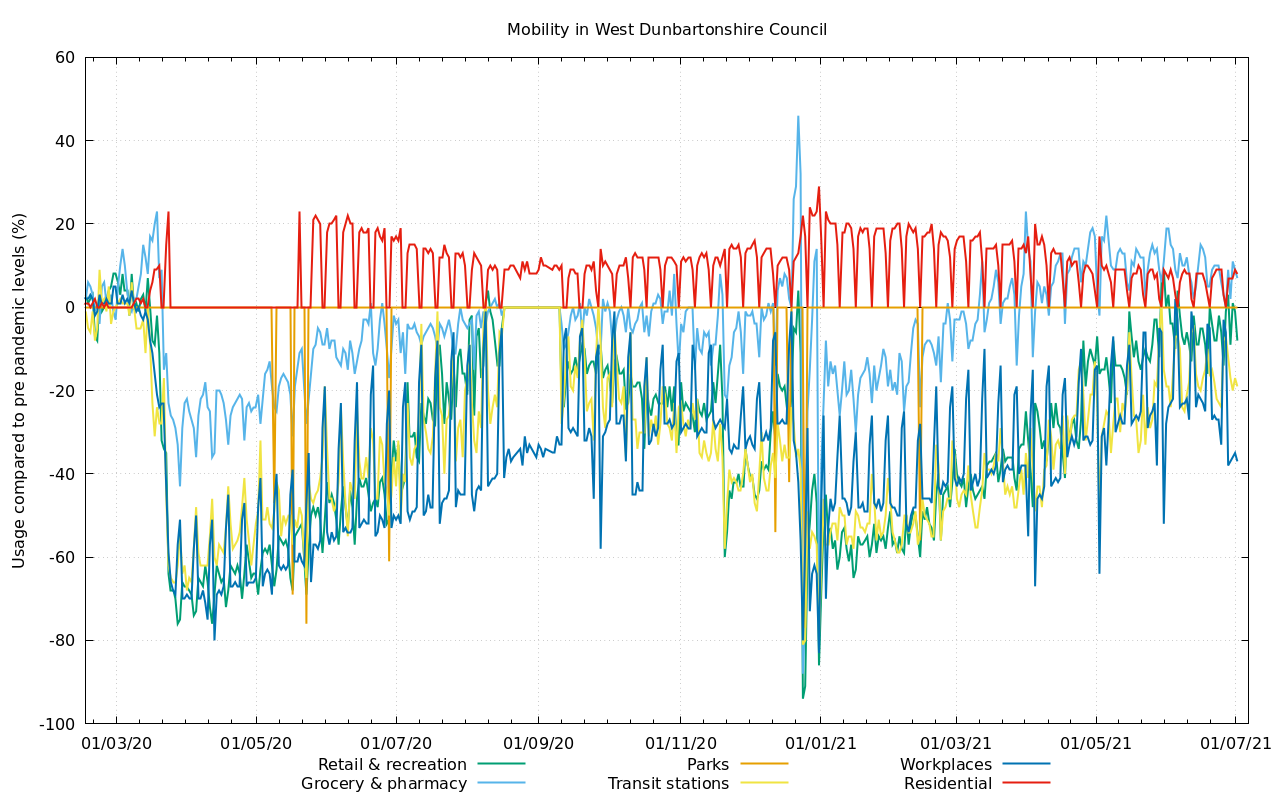 Mobility in West Dunbartonshire Council
Usage compared to pre pandemic levels (%)
60
40
20
0
-20
-40
-60
-80
-100
01/03/20 01/05/20 01/07/20 01/09/20 01/11/20 01/01/21 01/03/21 01/05/21 01/07/21
Retail & recreation Parks Workplaces
Grocery & pharmacy Transit stations Residential